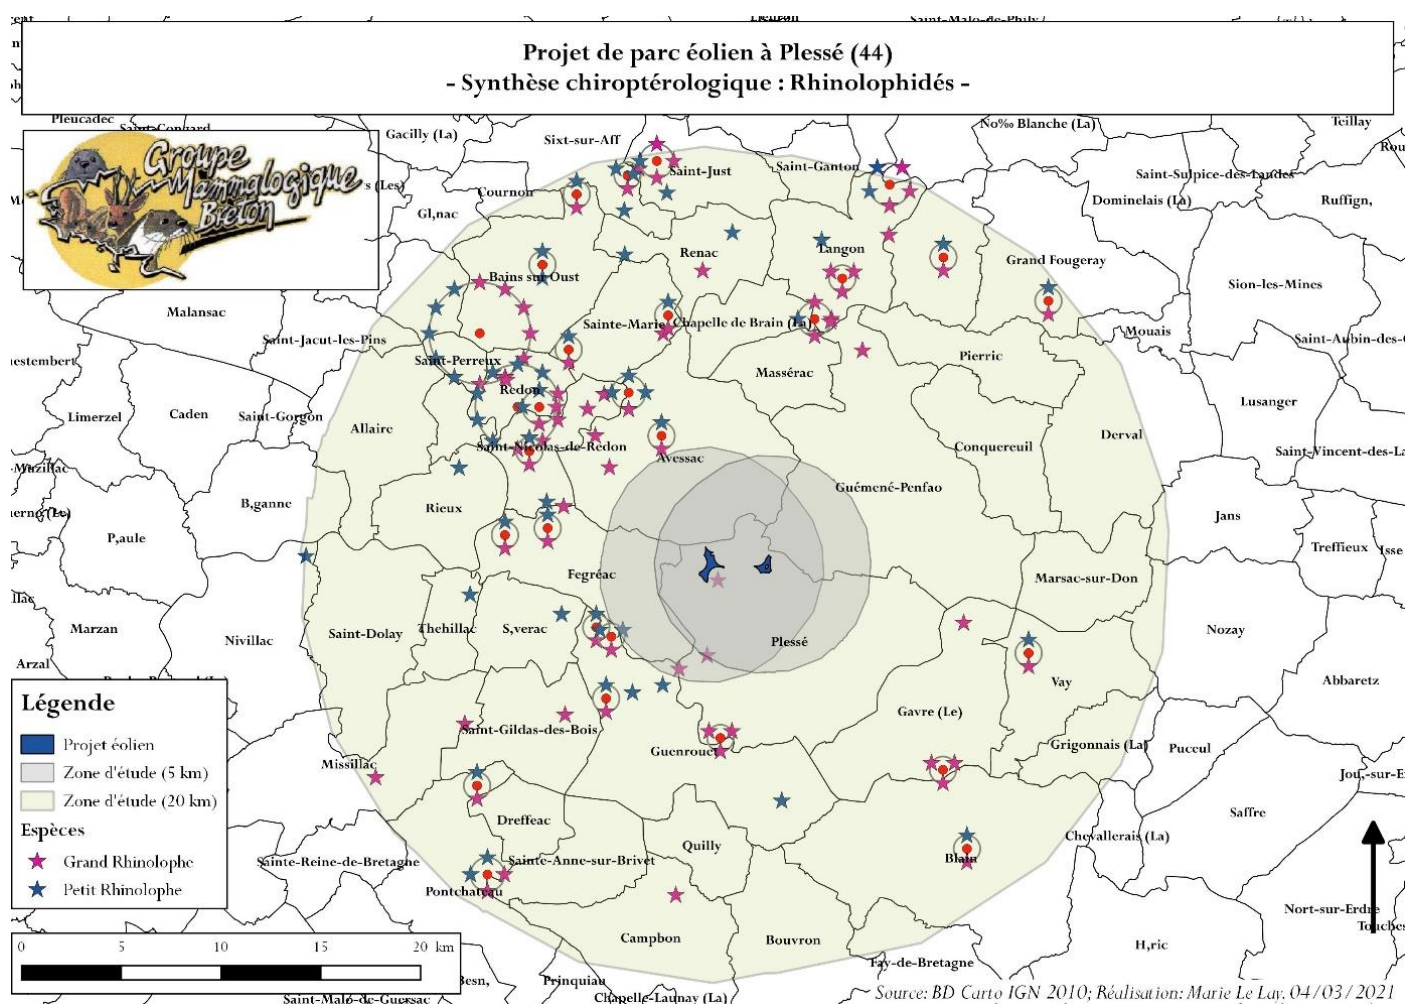 Saint-Malo-de-Phily
Projet de parc éolien à Plessé (44)
- Synthèse chiroptérologique : Rhinolophidés -
Pleucadec
Gacilly (La)
Sixt-sur-Aff
No‰ Blanche (La)
Teillay
Groupe
Mammalogique
Breton
Saint-Just
Saint-Ganton
Saint-Sulpice-des-Landes
Cournon
Dominelais (La)
Ruffign,
Gl,nac
Renac
Langon
Grand Fougeray
Bains sur Oust
Sion-les-Mines
Malansac
Sainte-Marie
Chapelle de Brain (La)
Mouais
Saint-Jacut-les-Pins
Saint-Perreux
Pierric
Massérac
Redon
Limerzel
Caden
Saint-Gorgon
Lusanger
Allaire
Saint-Nicolas-de-Redon
Conquereuil
Derval
Avessac
Guémené-Penfao
B,ganne
Rieux
Jans
P,aule
Treffieux
Isse
Fegréac
Marsac-sur-Don
Marzan
Nivillac
Saint-Dolay
Thehillac
S,verac
Plessé
Nozay
Arzal
Vay
Abbaretz
Légende
Projet éolien
Zone d'étude (5 km)
Zone d'étude (20 km)
Espèces
Grand Rhinolophe
Petit Rhinolophe
Gavre (Le)
Saint-Gildas-des-Bois
Guenrouet
Grigonnais (La)
Puceul
Missillac
Saffre
Dreffeac
Chevallerais (La)
Quilly
Sainte-Reine-de-Bretagne
Sainte-Anne-sur-Brivet
Blain
Pontchateau
Nort-sur-Erdre
Touches
Campbon
Bouvron
H,ric
0 5 10 15 20 km
Fay-de-Bretagne
Besn,
Prinquiau
Saint-Malo-de-Guersac
Chapelle-Launay (La)
Source: BD Carto IGN 2010; Réalisation: Marie Le Lay, 04/03/2021